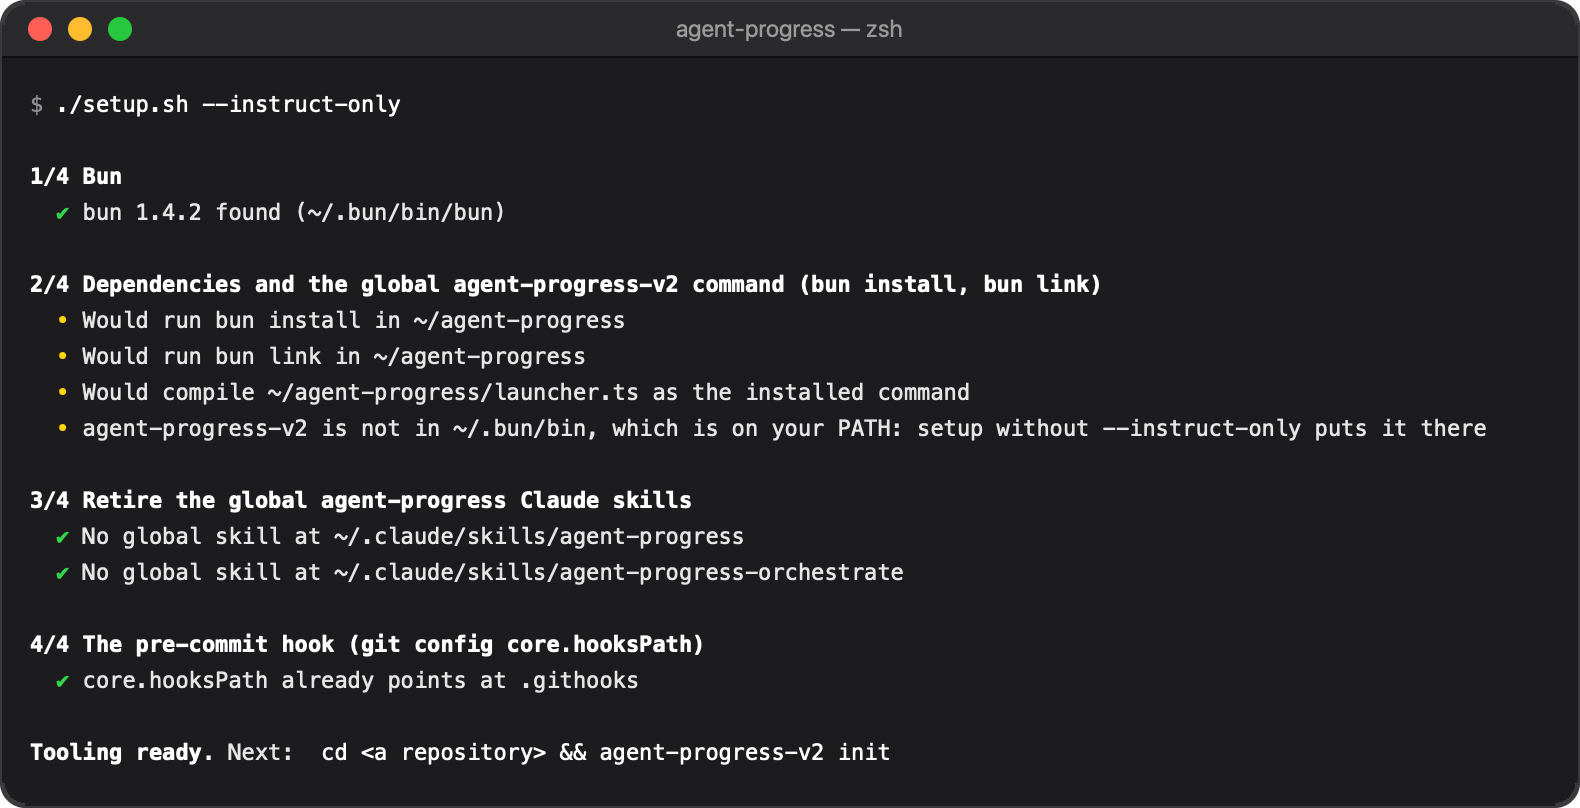 agent-progress — zsh
$ ./setup.sh --instruct-only
1/4 Bun
✔ bun 1.4.2 found (~/.bun/bin/bun)
2/4 Dependencies and the global agent-progress-v2 command (bun install, bun link)
• Would run bun install in ~/agent-progress
• Would run bun link in ~/agent-progress
• Would compile ~/agent-progress/launcher.ts as the installed command
• agent-progress-v2 is not in ~/.bun/bin, which is on your PATH: setup without --instruct-only puts it there
3/4 Retire the global agent-progress Claude skills
✔ No global skill at ~/.claude/skills/agent-progress
✔ No global skill at ~/.claude/skills/agent-progress-orchestrate
4/4 The pre-commit hook (git config core.hooksPath)
✔ core.hooksPath already points at .githooks
Tooling ready. Next:  cd <a repository> && agent-progress-v2 init